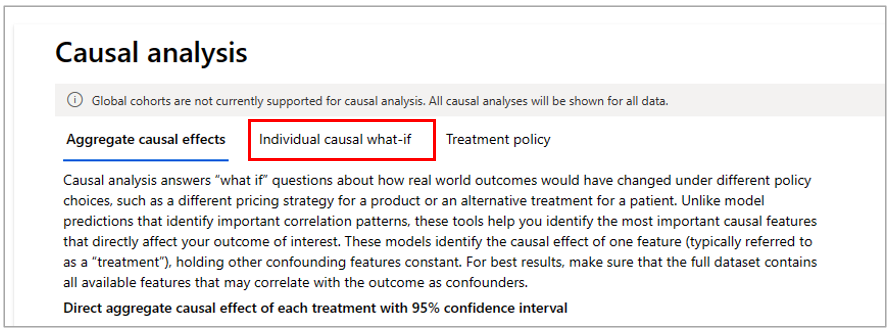 Causal analysis
Global cohorts are not currently supported for causal analysis. All causal analyses will be shown for all data.
Aggregate causal effects Individual causal what-if Treatment policy
Causal analysis answers “what if” questions about how real world outcomes would have changed under different policy
choices, such as a different pricing strategy for a product or an alternative treatment for a patient. Unlike model
predictions that identify important correlation patterns, these tools help you identify the most important causal features
that directly affect your outcome of interest. These models identify the causal effect of one feature (typically referred to
as a “treatment”), holding other confounding features constant. For best results, make sure that the full dataset contains
all available features that may correlate with the outcome as confounders.
Direct aggregate causal effect of each treatment with 95% confidence interval